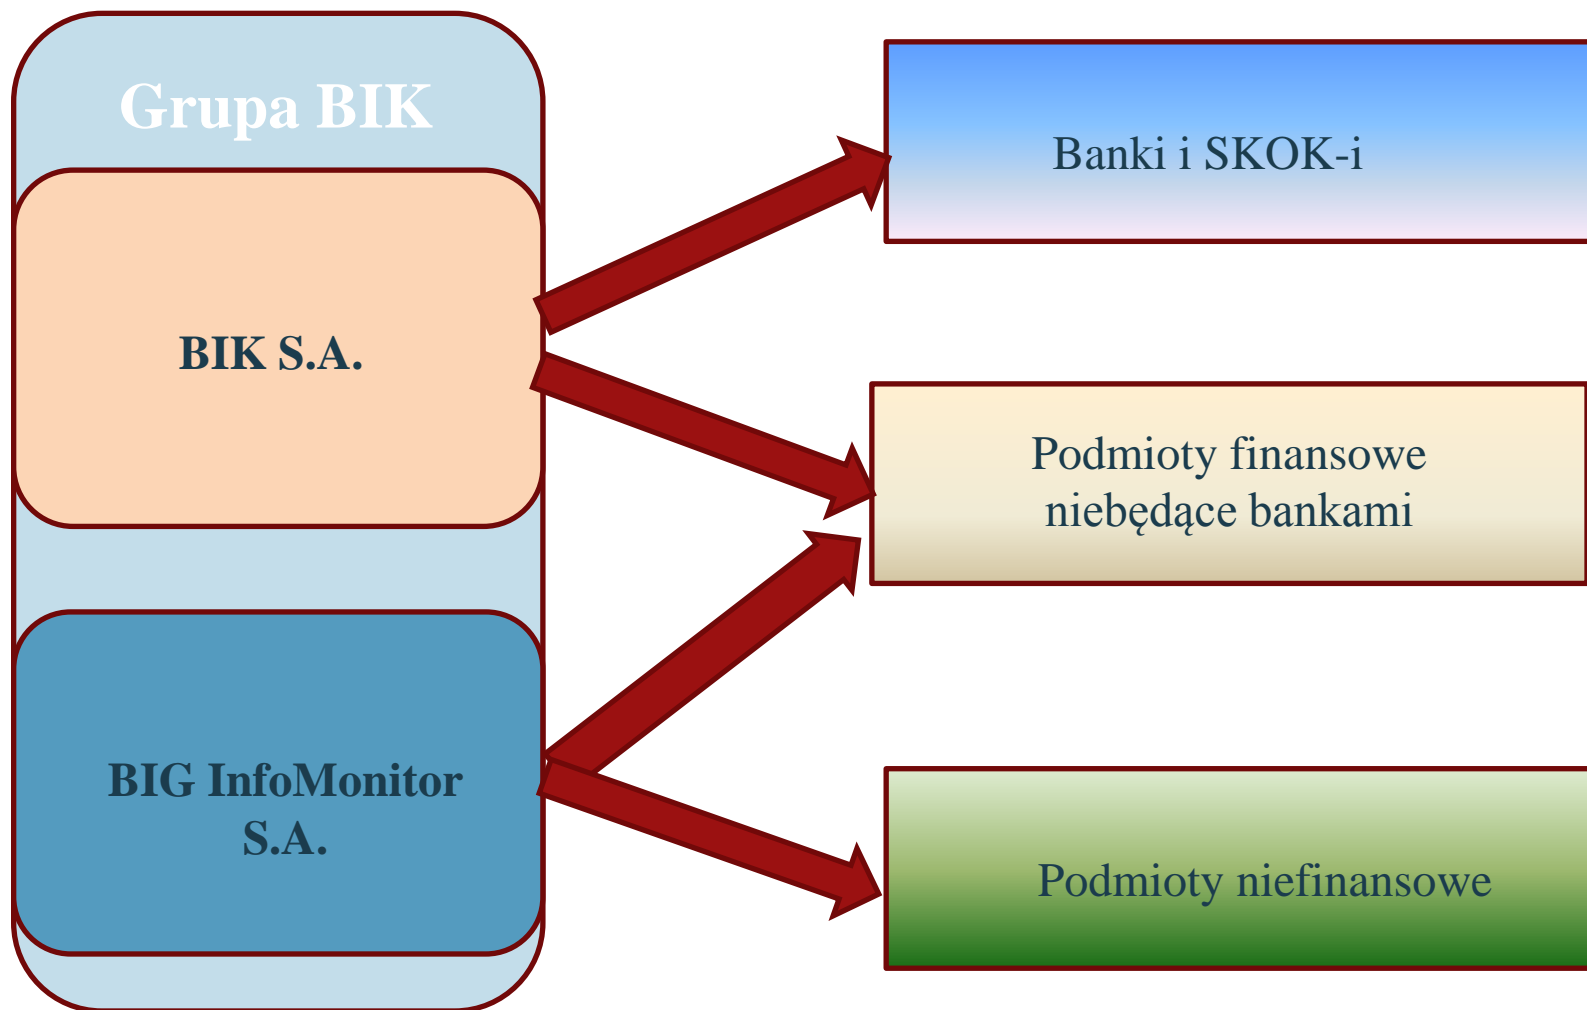 Grupa BIK
BIK S.A.
BIG InfoMonitor
S.A.
Banki i SKOK-i
Podmioty finansowe
niebędące bankami
Podmioty niefinansowe